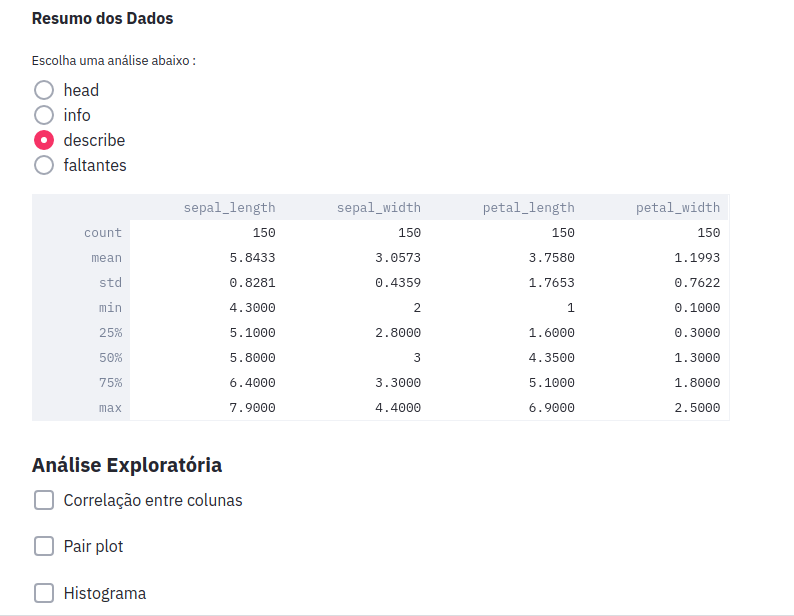 Resumo dos Dados
Escolha uma análise abaixo :
head
info
describe
faltantes
sepal_length sepal_width petal_length petal_width
count 150 150 150 150
mean 5.8433 3.0573 3.7580 1.1993
std 0.8281 0.4359 1.7653 0.7622
min 4.3000 2 1 0.1000
25% 5.1000 2.8000 1.6000 0.3000
50% 5.8000 3 4.3500 1.3000
75% 6.4000 3.3000 5.1000 1.8000
max 7.9000 4.4000 6.9000 2.5000
Análise Exploratória
Correlação entre colunas
Pair plot
Histograma